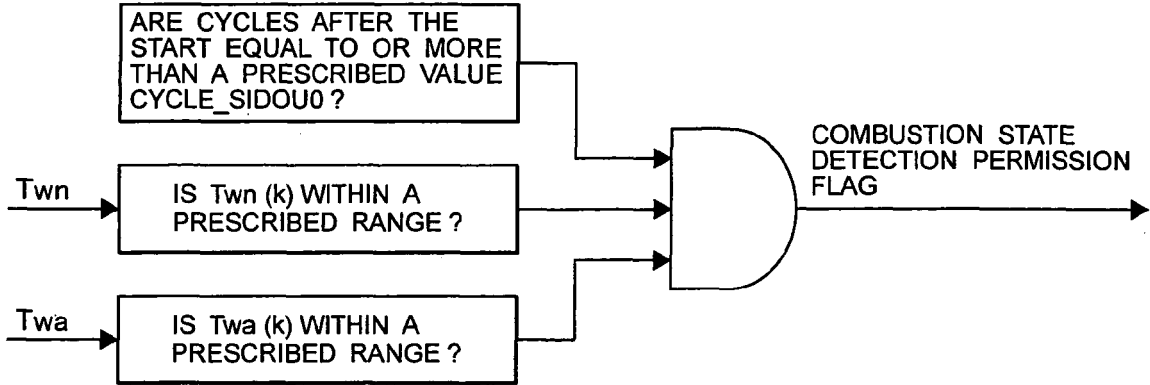 ARE CYCLES AFTER THE
START EQUAL TO OR MORE
THAN A PRESCRIBED VALUE
CYCLE_SIDOU0 ?
COMBUSTION STATE
DETECTION PERMISSION
FLAG
Twn
IS Twn (k) WITHIN A
PRESCRIBED RANGE ?
Twa
IS Twa (k) WITHIN A
PRESCRIBED RANGE ?